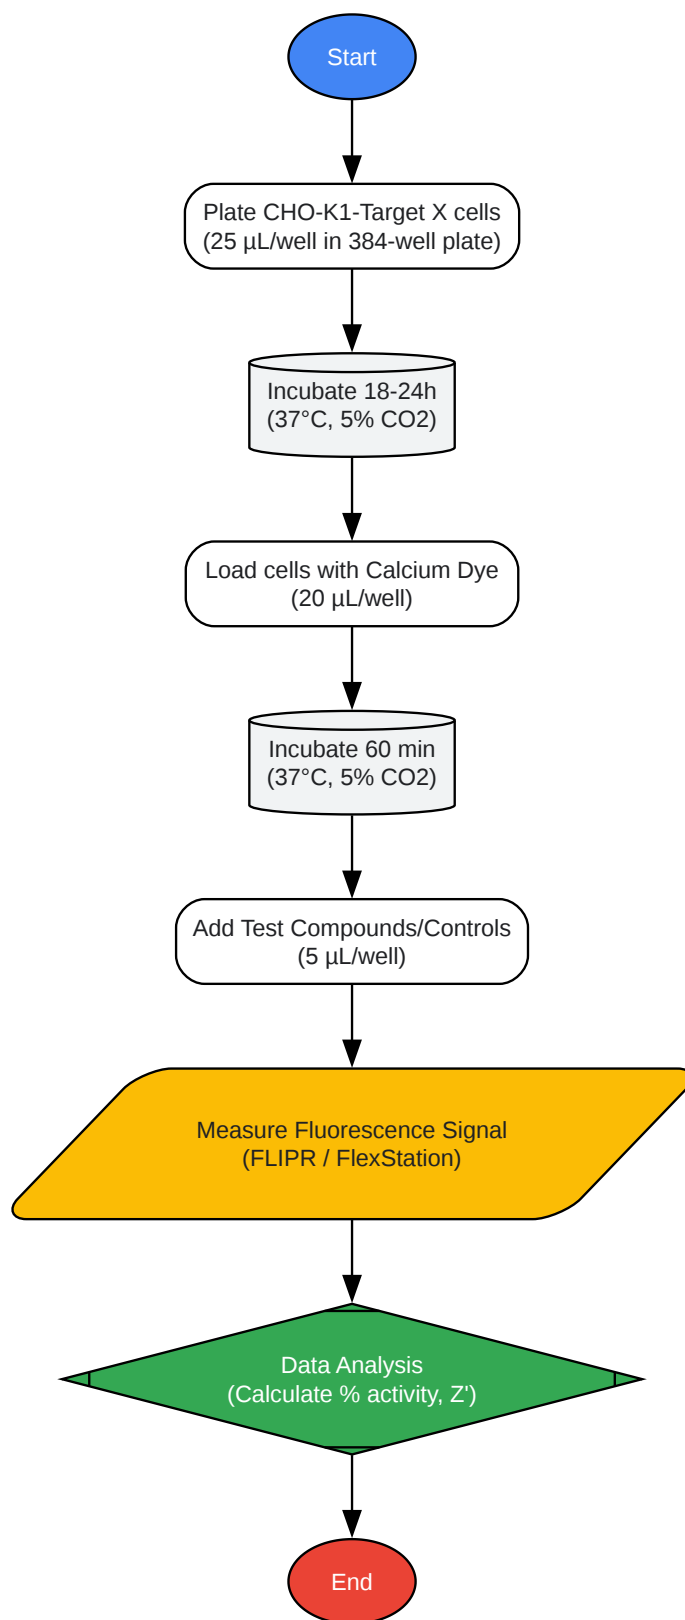 Start
Plate CHO-K1-Target X cells
(25 µL/well in 384-well plate)
Incubate 18-24h
(37°C, 5% CO2)
Load cells with Calcium Dye
(20 µL/well)
Incubate 60 min
(37°C, 5% CO2)
Add Test Compounds/Controls
(5 µL/well)
Measure Fluorescence Signal
(FLIPR / FlexStation)
Data Analysis
(Calculate % activity, Z')
End